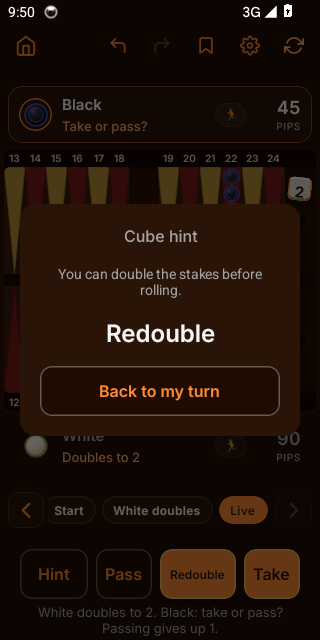 9:50
3G
Black
Take or pass?
45
PIPS
13 14 15 16 17 18 19 20 21 22 23 24
2
Cube hint
You can double the stakes before
rolling.
Redouble
Back to my turn
12
White
Doubles to 2
90
PIPS
Start
White doubles
Live
Hint
Pass
Redouble
Take
White doubles to 2. Black: take or pass?
Passing gives up 1.